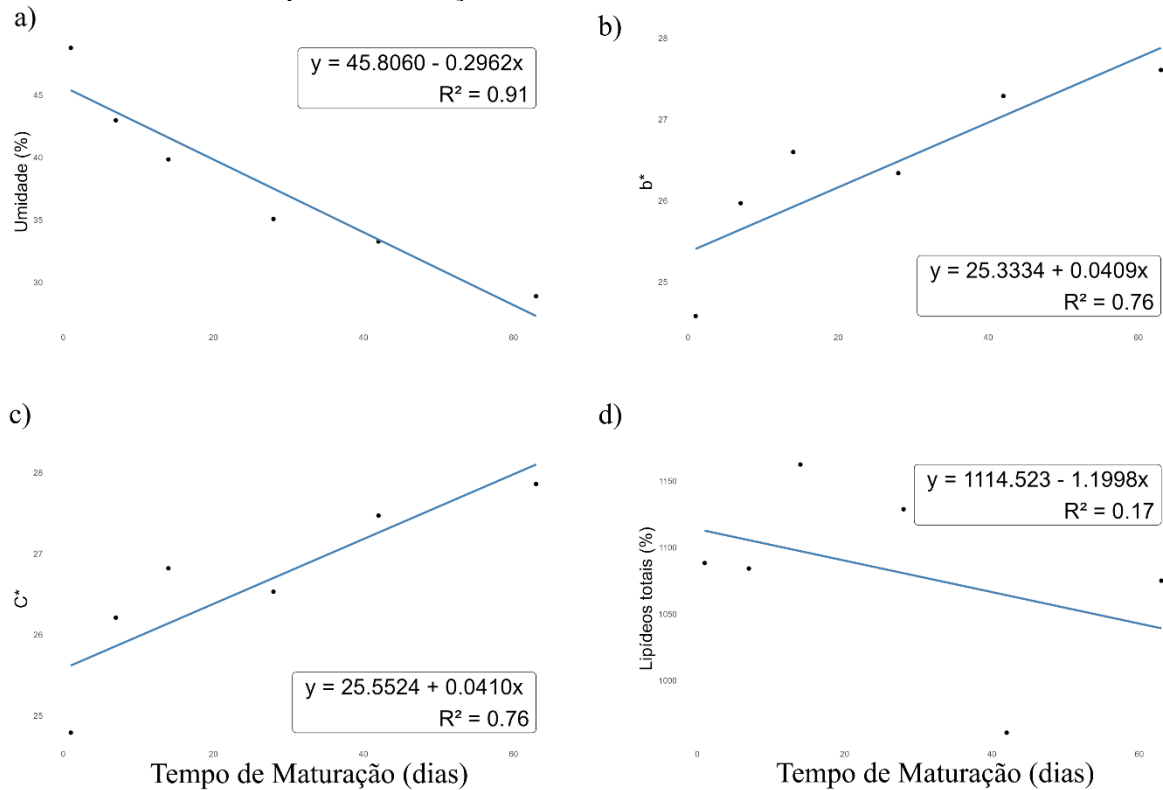 a)
y = 45.8060 - 0.2962x
R² = 0.91
Umidade (%)
45
40
35
30
0
20
40
60
b)
28
27
26
25
b*
y = 25.3334 + 0.0409x
R² = 0.76
0
20
40
60
c)
28
27
26
25
C*
y = 25.5524 + 0.0410x
R² = 0.76
0
20
40
60
Tempo de Maturação (dias)
d)
1150
1100
1050
1000
Lipídeos totais (%)
y = 1114.523 - 1.1998x
R² = 0.17
0
20
40
60
Tempo de Maturação (dias)